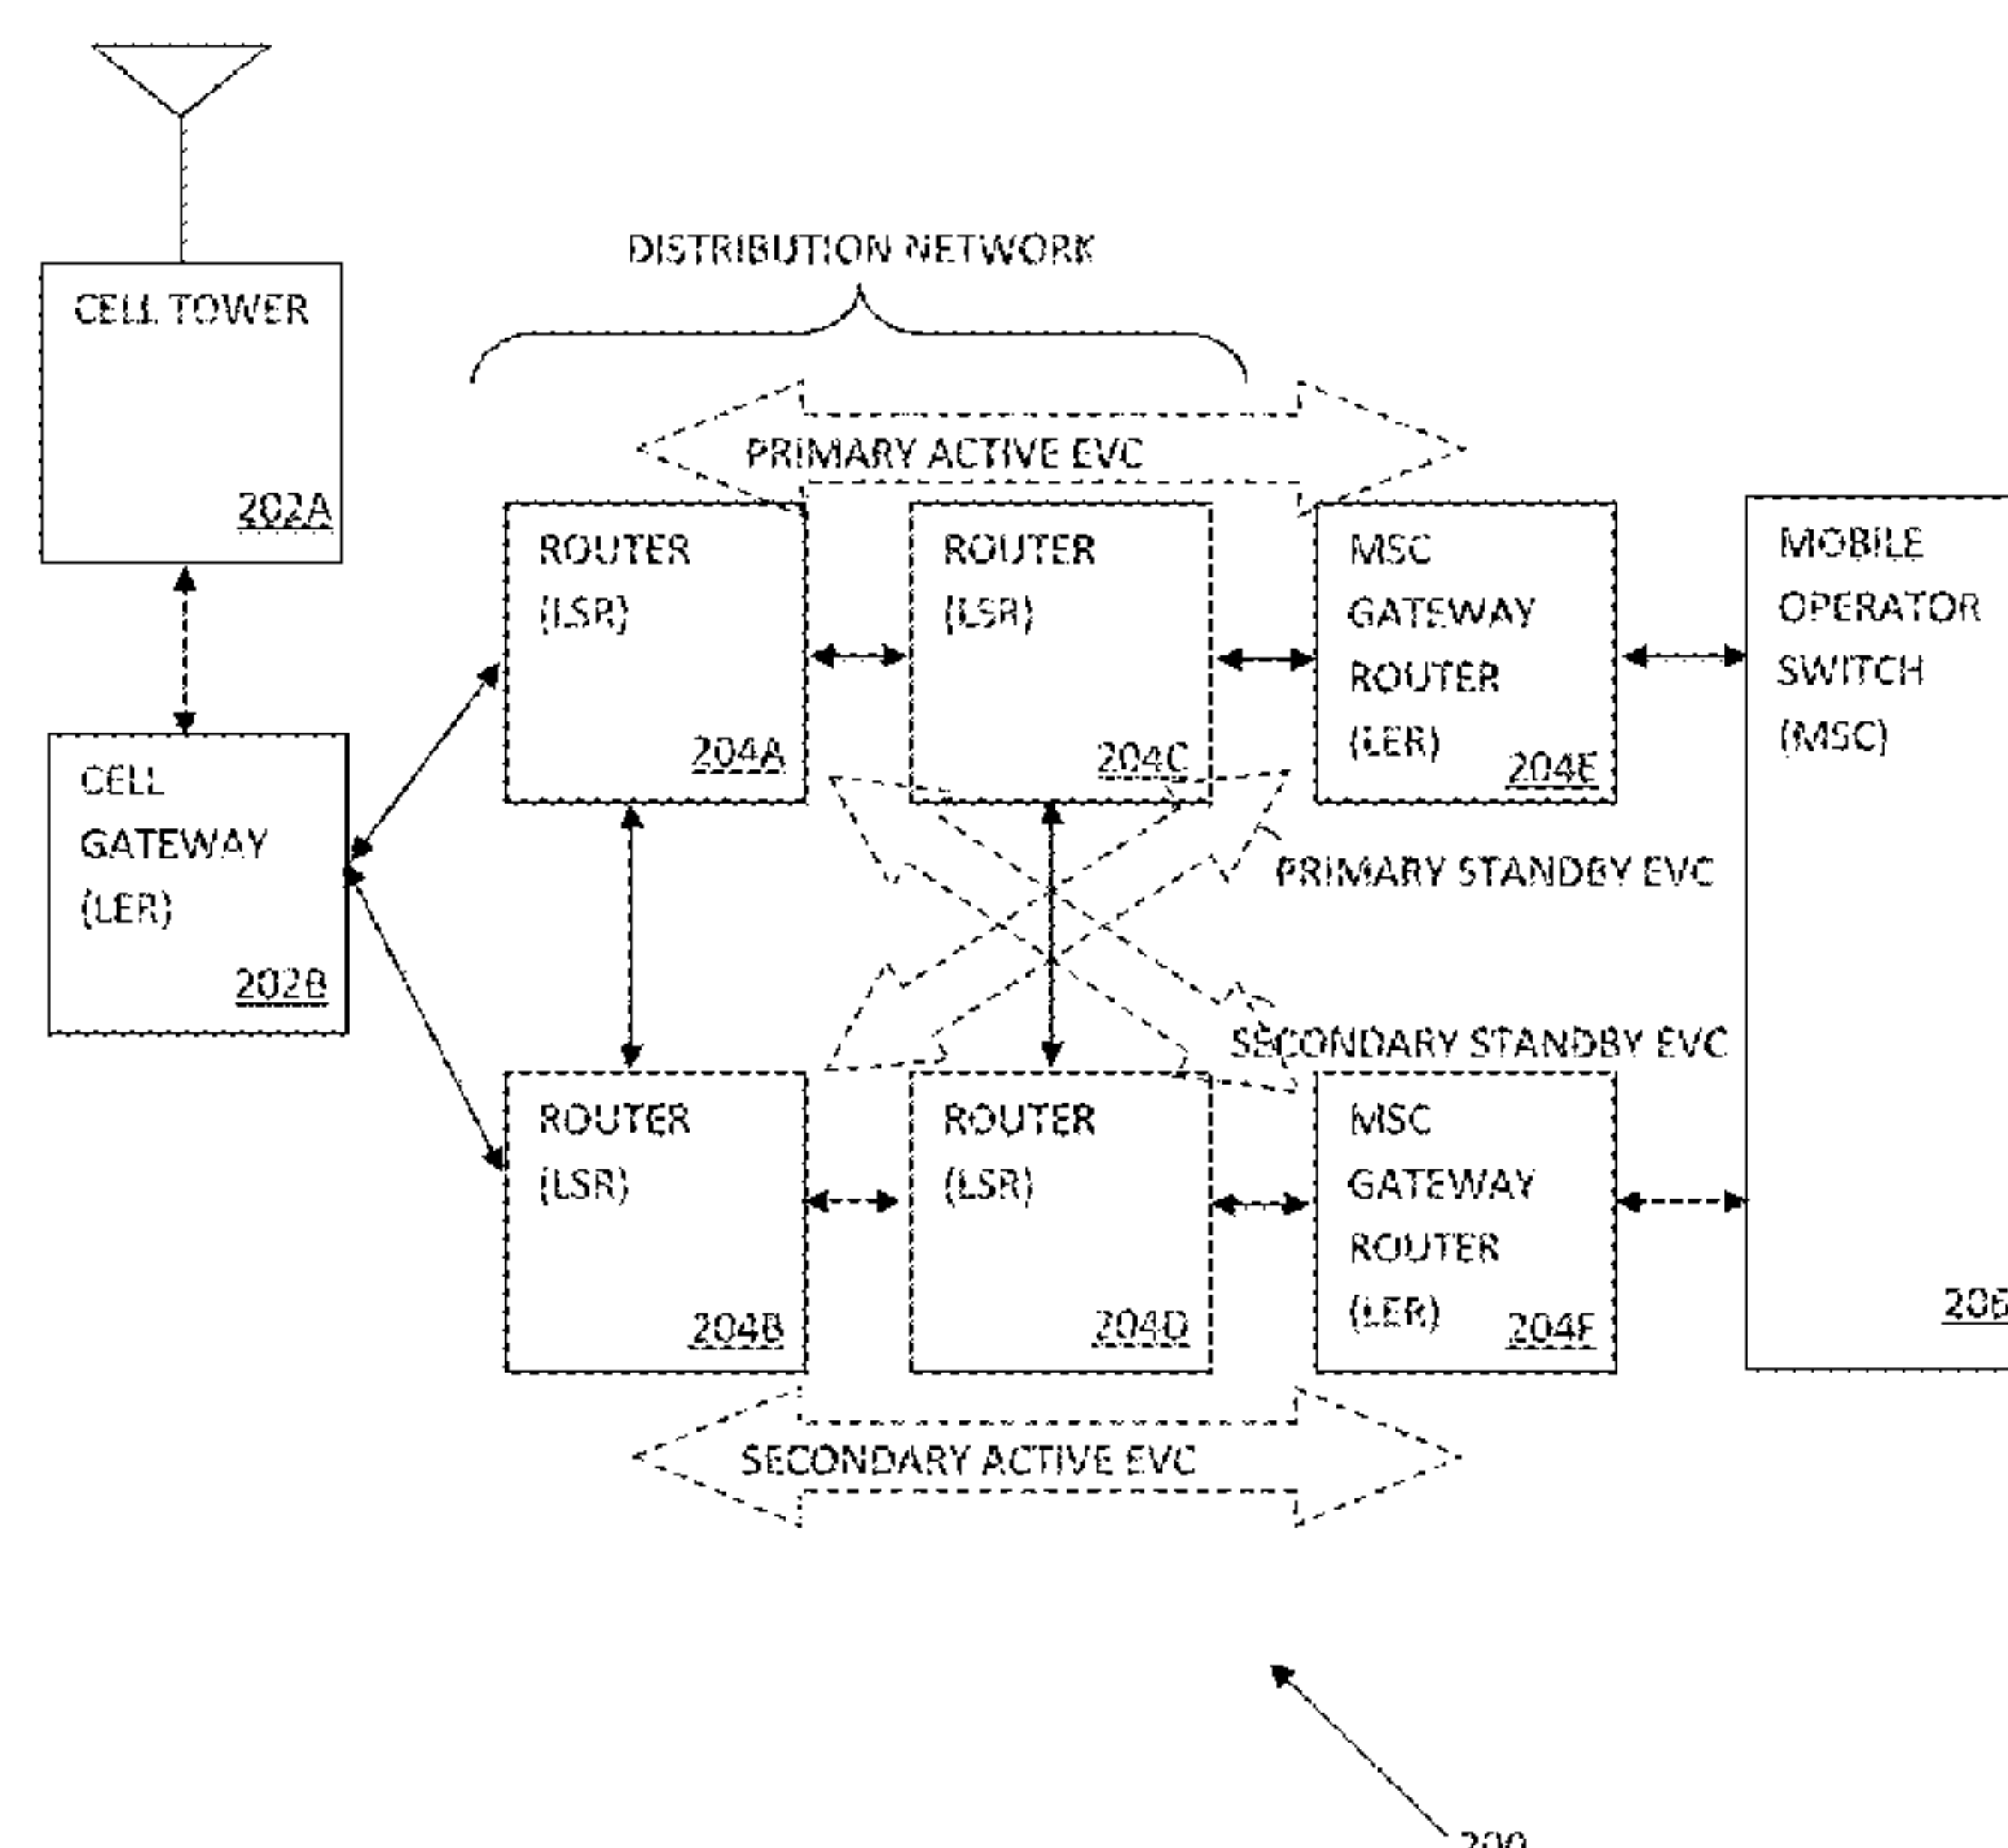 DISTRIBUTION NETWORK
CELL TOWER
202A
PRIMARY ACTIVE EVC
ROUTER
(LSR)
204A
ROUTER
(LSR)
204C
MSC
GATEWAY
ROUTER
(LER)
204E
MOBILE
OPERATOR
SWITCH
(MSC)
206
CELL
GATEWAY
(LER)
202B
PRIMARY STANDBY EVC
SECONDARY STANDBY EVC
ROUTER
(LSR)
204B
ROUTER
(LSR)
204D
MSC
GATEWAY
ROUTER
(LER)
204F
SECONDARY ACTIVE EVC
200